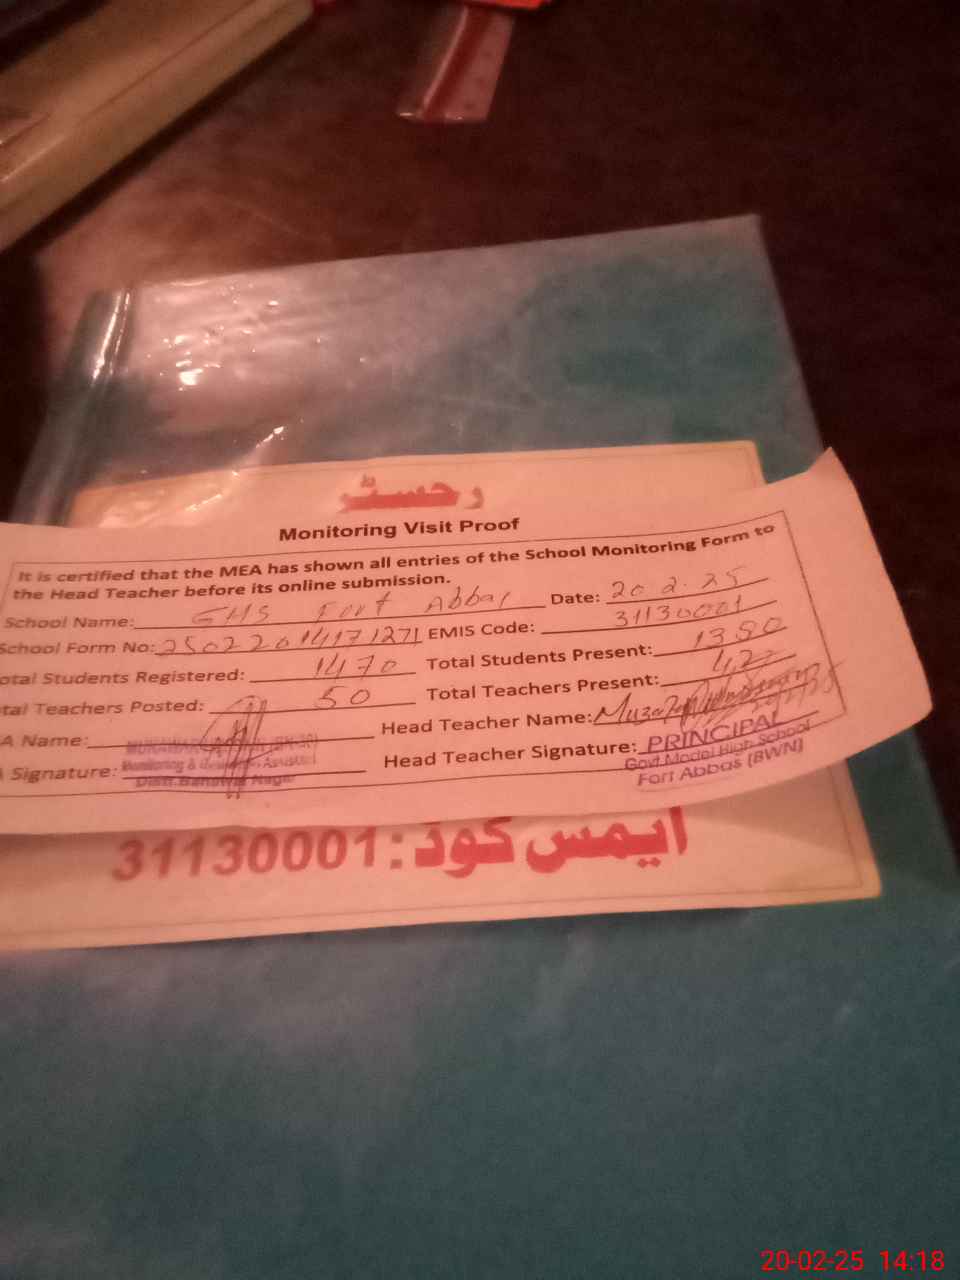 رجسٹر
Monitoring Visit Proof
It is certified that the MEA has shown all entries of the School Monitoring Form to
the Head Teacher before its online submission.
School Name: GHS Fort Abbas Date: 20.2.25
School Form No: 25022014171271 EMIS Code: 31130001
otal Students Registered: 1470 Total Students Present: 1350
tal Teachers Posted: 50 Total Teachers Present:
A Name: Head Teacher Name:
Signature: Head Teacher Signature:
Monitoring & Assistant
PRINCIPAL
Govt Model High School
Fort Abbas (BWN)
ایمس کوڈ: 31130001
20-02-25 14:18